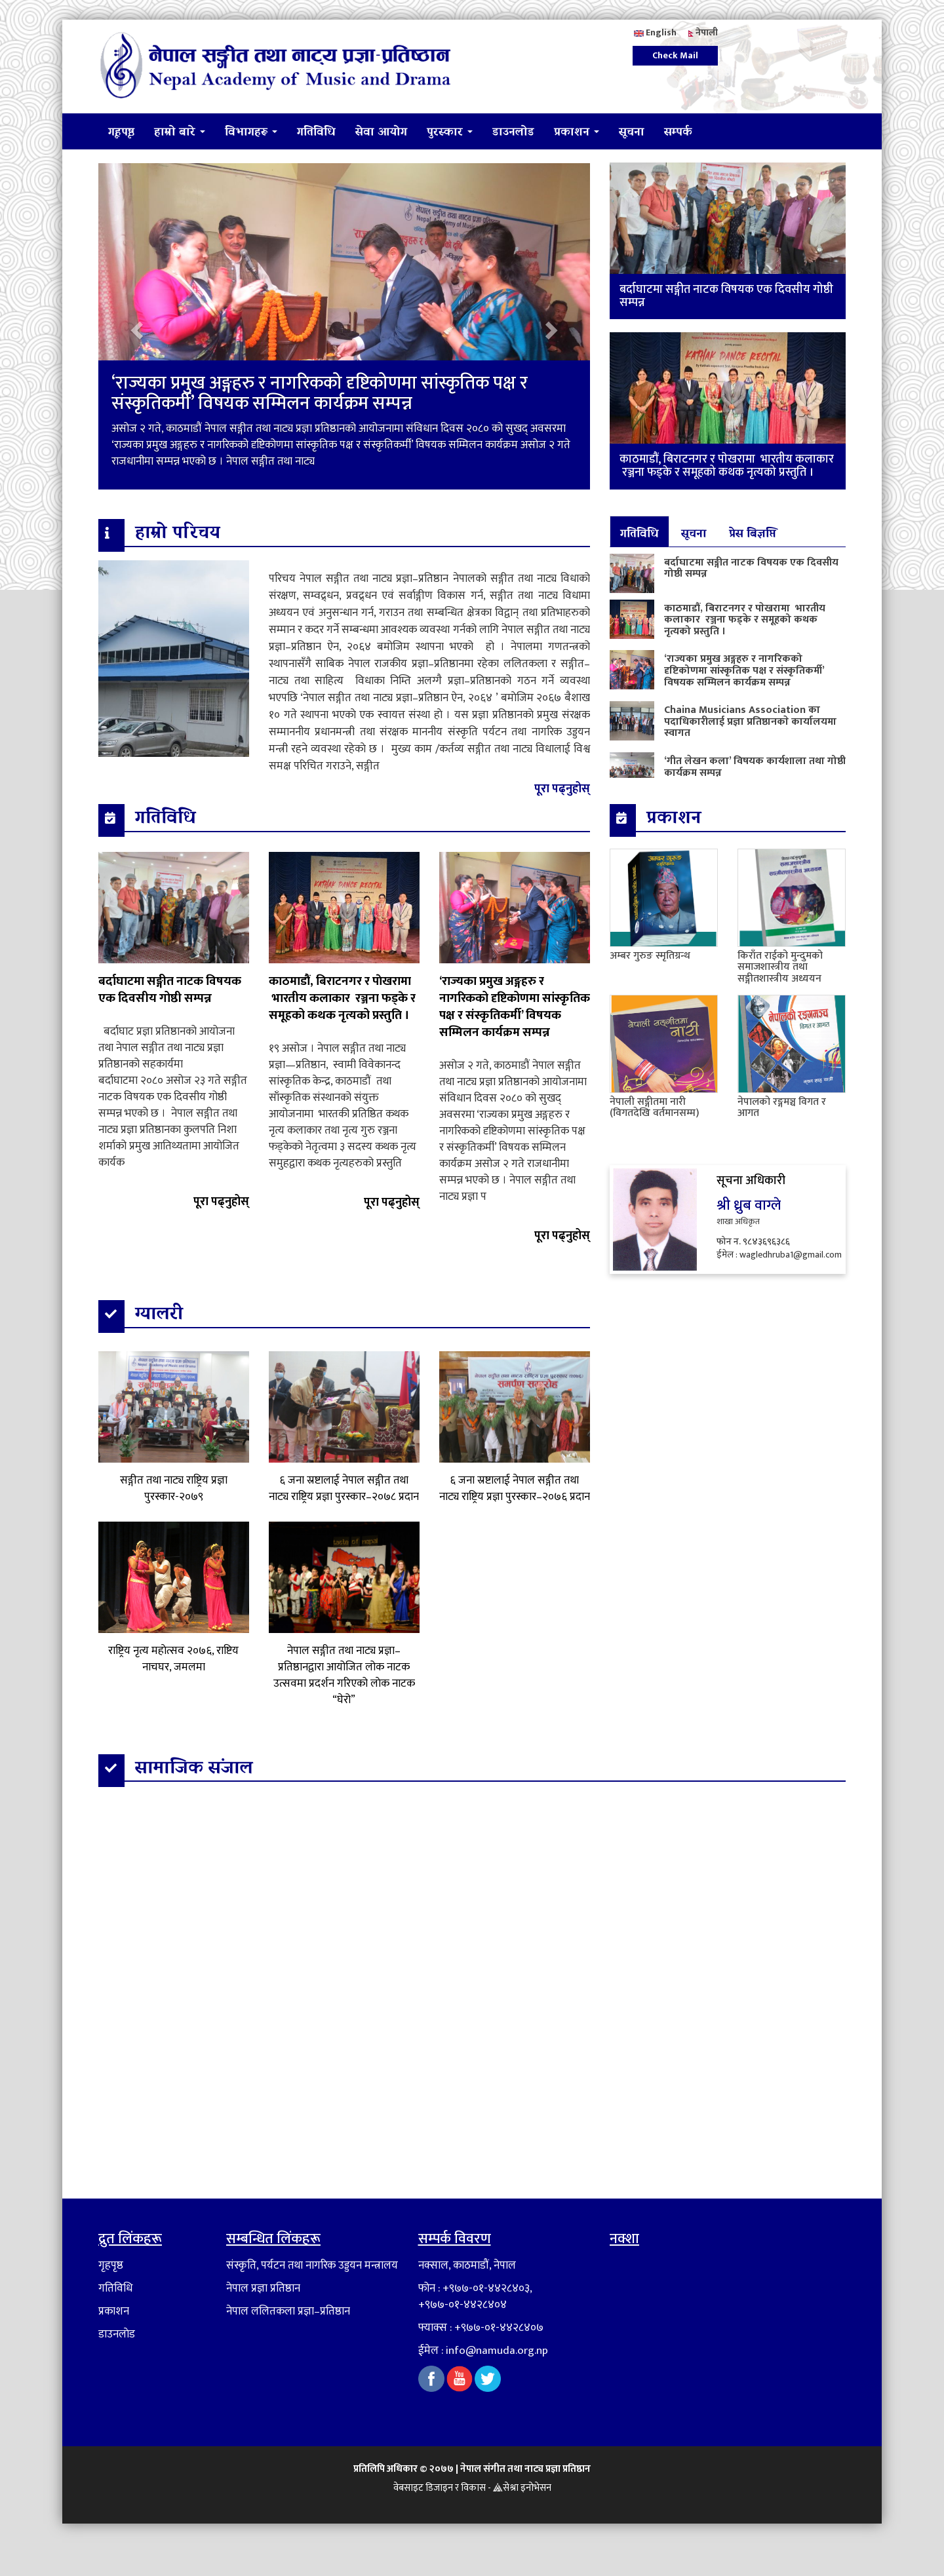 नेपाल सङ्गीत तथा नाट्य प्रज्ञा-प्रतिष्ठान
Nepal Academy of Music and Drama
English नेपाली
Check Mail
गृहपृष्ठ हाम्रो बारे विभागहरू गतिविधि सेवा आयोग पुरस्कार डाउनलोड प्रकाशन सूचना सम्पर्क
‘राज्यका प्रमुख अङ्गहरु र नागरिकको दृष्टिकोणमा सांस्कृतिक पक्ष र
संस्कृतिकर्मी’ विषयक सम्मिलन कार्यक्रम सम्पन्न
असोज २ गते, काठमाडौं नेपाल सङ्गीत तथा नाट्य प्रज्ञा प्रतिष्ठानको आयोजनामा संविधान दिवस २०८० को सुखद् अवसरमा
‘राज्यका प्रमुख अङ्गहरु र नागरिकको दृष्टिकोणमा सांस्कृतिक पक्ष र संस्कृतिकर्मी’ विषयक सम्मिलन कार्यक्रम असोज २ गते
राजधानीमा सम्पन्न भएको छ । नेपाल सङ्गीत तथा नाट्य
बर्दाघाटमा सङ्गीत नाटक विषयक एक दिवसीय गोष्ठी
सम्पन्न
KATHAK DANCE RECITAL
काठमाडौं, बिराटनगर र पोखरामा भारतीय कलाकार
रञ्जना फड्के र समूहको कथक नृत्यको प्रस्तुति ।
हाम्रो परिचय
परिचय नेपाल सङ्गीत तथा नाट्य प्रज्ञा–प्रतिष्ठान नेपालको सङ्गीत तथा नाट्य विधाको
संरक्षण, सम्वद्र्धन, प्रवद्र्धन एवं सर्वाङ्गीण विकास गर्न, सङ्गीत तथा नाट्य विधामा
अध्ययन एवं अनुसन्धान गर्न, गराउन तथा सम्बन्धित क्षेत्रका विद्वान् तथा प्रतिभाहरुको
सम्मान र कदर गर्ने सम्बन्धमा आवश्यक व्यवस्था गर्नको लागि नेपाल सङ्गीत तथा नाट्य
प्रज्ञा–प्रतिष्ठान ऐन, २०६४ बमोजिम स्थापना भएको हो । नेपालमा गणतन्त्रको
स्थापनासँगै साबिक नेपाल राजकीय प्रज्ञा–प्रतिष्ठानमा रहेका ललितकला र सङ्गीत–
नाट्य तथा साहित्य विधाका निम्ति अलग्गै प्रज्ञा–प्रतिष्ठानको गठन गर्ने व्यवस्था
भएपछि ‘नेपाल सङ्गीत तथा नाट्य प्रज्ञा–प्रतिष्ठान ऐन, २०६४ ’ बमोजिम २०६७ बैशाख
१० गते स्थापना भएको एक स्वायत्त संस्था हो । यस प्रज्ञा प्रतिष्ठानको प्रमुख संरक्षक
सम्माननीय प्रधानमन्त्री तथा संरक्षक माननीय संस्कृति पर्यटन तथा नागरिक उड्डयन
मन्त्री रहने व्यवस्था रहेको छ । मुख्य काम /कर्तव्य सङ्गीत तथा नाट्य विधालाई विश्व
समक्ष परिचित गराउने, सङ्गीत
पूरा पढ्नुहोस्
गतिविधि सूचना प्रेस बिज्ञप्ति
बर्दाघाटमा सङ्गीत नाटक विषयक एक दिवसीय
गोष्ठी सम्पन्न
काठमाडौं, बिराटनगर र पोखरामा भारतीय
कलाकार रञ्जना फड्के र समूहको कथक
नृत्यको प्रस्तुति ।
‘राज्यका प्रमुख अङ्गहरु र नागरिकको
दृष्टिकोणमा सांस्कृतिक पक्ष र संस्कृतिकर्मी’
विषयक सम्मिलन कार्यक्रम सम्पन्न
Chaina Musicians Association का
पदाधिकारीलाई प्रज्ञा प्रतिष्ठानको कार्यालयमा
स्वागत
‘गीत लेखन कला’ विषयक कार्यशाला तथा गोष्ठी
कार्यक्रम सम्पन्न
गतिविधि
KATHAK DANCE RECITAL
बर्दाघाटमा सङ्गीत नाटक विषयक
एक दिवसीय गोष्ठी सम्पन्न
बर्दाघाट प्रज्ञा प्रतिष्ठानको आयोजना
तथा नेपाल सङ्गीत तथा नाट्य प्रज्ञा
प्रतिष्ठानको सहकार्यमा
बर्दाघाटमा २०८० असोज २३ गते सङ्गीत
नाटक विषयक एक दिवसीय गोष्ठी
सम्पन्न भएको छ । नेपाल सङ्गीत तथा
नाट्य प्रज्ञा प्रतिष्ठानका कुलपति निशा
शर्माको प्रमुख आतिथ्यतामा आयोजित
कार्यक
पूरा पढ्नुहोस्
काठमाडौं, बिराटनगर र पोखरामा
भारतीय कलाकार रञ्जना फड्के र
समूहको कथक नृत्यको प्रस्तुति ।
१९ असोज । नेपाल सङ्गीत तथा नाट्य
प्रज्ञा—प्रतिष्ठान, स्वामी विवेकानन्द
सांस्कृतिक केन्द्र, काठमाडौं तथा
साँस्कृतिक संस्थानको संयुक्त
आयोजनामा भारतकी प्रतिष्ठित कथक
नृत्य कलाकार तथा नृत्य गुरु रञ्जना
फड्केको नेतृत्वमा ३ सदस्य कथक नृत्य
समुहद्वारा कथक नृत्यहरुको प्रस्तुति
पूरा पढ्नुहोस्
‘राज्यका प्रमुख अङ्गहरु र
नागरिकको दृष्टिकोणमा सांस्कृतिक
पक्ष र संस्कृतिकर्मी’ विषयक
सम्मिलन कार्यक्रम सम्पन्न
असोज २ गते, काठमाडौं नेपाल सङ्गीत
तथा नाट्य प्रज्ञा प्रतिष्ठानको आयोजनामा
संविधान दिवस २०८० को सुखद्
अवसरमा ‘राज्यका प्रमुख अङ्गहरु र
नागरिकको दृष्टिकोणमा सांस्कृतिक पक्ष
र संस्कृतिकर्मी’ विषयक सम्मिलन
कार्यक्रम असोज २ गते राजधानीमा
सम्पन्न भएको छ । नेपाल सङ्गीत तथा
नाट्य प्रज्ञा प
पूरा पढ्नुहोस्
प्रकाशन
अम्बर गुरुङ स्मृतिग्रन्थ
किराँत राईको मुन्दुमको
समाजशास्त्रीय तथा
सङ्गीतशास्त्रीय अध्ययन
नेपाली सङ्गीतमा नारी
(विगतदेखि वर्तमानसम्म)
नेपालको रङ्गमञ्च विगत र
आगत
सूचना अधिकारी
श्री ध्रुब वाग्ले
शाखा अधिकृत
फोन न. ९८४३६९६३८६
ईमेल : wagledhruba1@gmail.com
ग्यालरी
सङ्गीत तथा नाट्य राष्ट्रिय प्रज्ञा
पुरस्कार-२०७९
६ जना स्रष्टालाई नेपाल सङ्गीत तथा
नाट्य राष्ट्रिय प्रज्ञा पुरस्कार–२०७८ प्रदान
६ जना स्रष्टालाई नेपाल सङ्गीत तथा
नाट्य राष्ट्रिय प्रज्ञा पुरस्कार–२०७६ प्रदान
राष्ट्रिय नृत्य महोत्सव २०७६, राष्टिय
नाचघर, जमलमा
नेपाल सङ्गीत तथा नाट्य प्रज्ञा–
प्रतिष्ठानद्वारा आयोजित लोक नाटक
उत्सवमा प्रदर्शन गरिएको लोक नाटक
“घेरो”
सामाजिक संजाल
द्रुत लिंकहरू
गृहपृष्ठ
गतिविधि
प्रकाशन
डाउनलोड
सम्बन्धित लिंकहरू
संस्कृति, पर्यटन तथा नागरिक उड्डयन मन्त्रालय
नेपाल प्रज्ञा प्रतिष्ठान
नेपाल ललितकला प्रज्ञा–प्रतिष्ठान
सम्पर्क विवरण
नक्साल, काठमाडौं, नेपाल
फोन : +९७७-०१-४४२८४०३,
+९७७-०१-४४२८४०४
फ्याक्स : +९७७-०१-४४२८४०७
ईमेल : info@namuda.org.np
नक्शा
प्रतिलिपि अधिकार © २०७७ | नेपाल संगीत तथा नाट्य प्रज्ञा प्रतिष्ठान
वेबसाइट डिजाइन र विकास - सेश्रा इनोभेसन